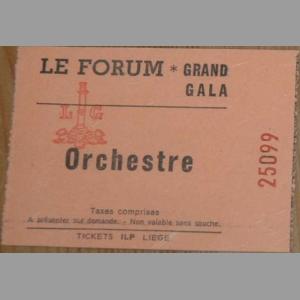 LE FORUM * GRAND
GALA
L G
Orchestre
25099
Taxes comprises
A présenter sur demande. - Non valable sans souche.
TICKETS ILP LIEGE